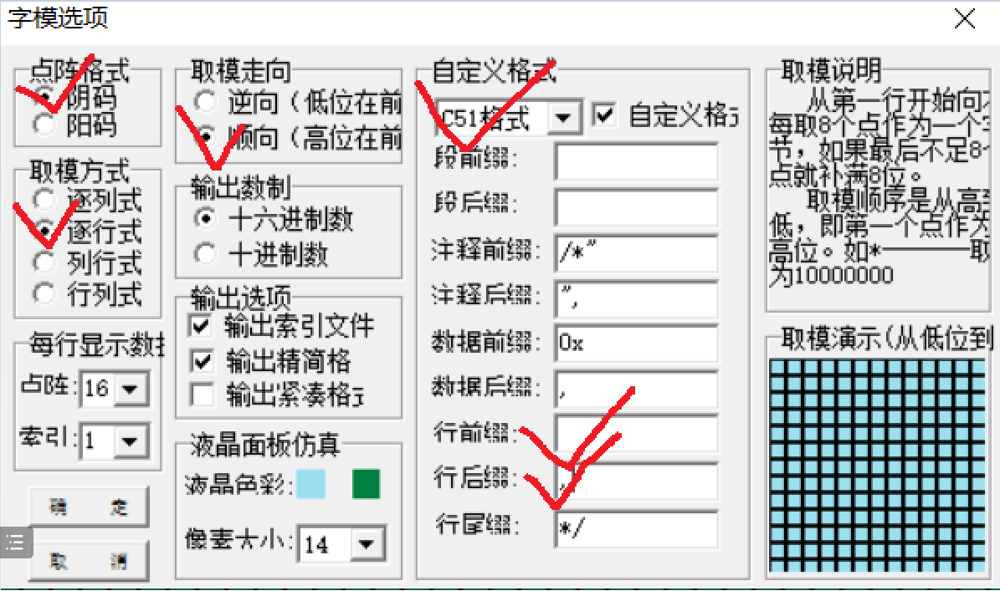 字模选项
点阵格式
阴码
阳码
取模方式
逐列式
逐行式
列行式
行列式
每行显示数
点阵:
16
索引:
1
确 定
取 消
取模走向
逆向（低位在前
顺向（高位在前
输出数制
十六进制数
十进制数
输出选项
输出索引文件
输出精简格
输出紧凑格
液晶面板仿真
液晶色彩:
像素大小:
14
自定义格式
C51格式
自定义格
段前缀:
段后缀:
注释前缀:
/*"
注释后缀:
",
数据前缀:
0x
数据后缀:
,
行前缀:
行后缀:
,
行尾缀:
*/
取模说明
从第一行开始向
每取8个点作为一个
节，如果最后不足8
点就补满8位。
取模顺序是从高
低，即第一个点作为
高位。如*-------取
为10000000
取模演示(从低位到